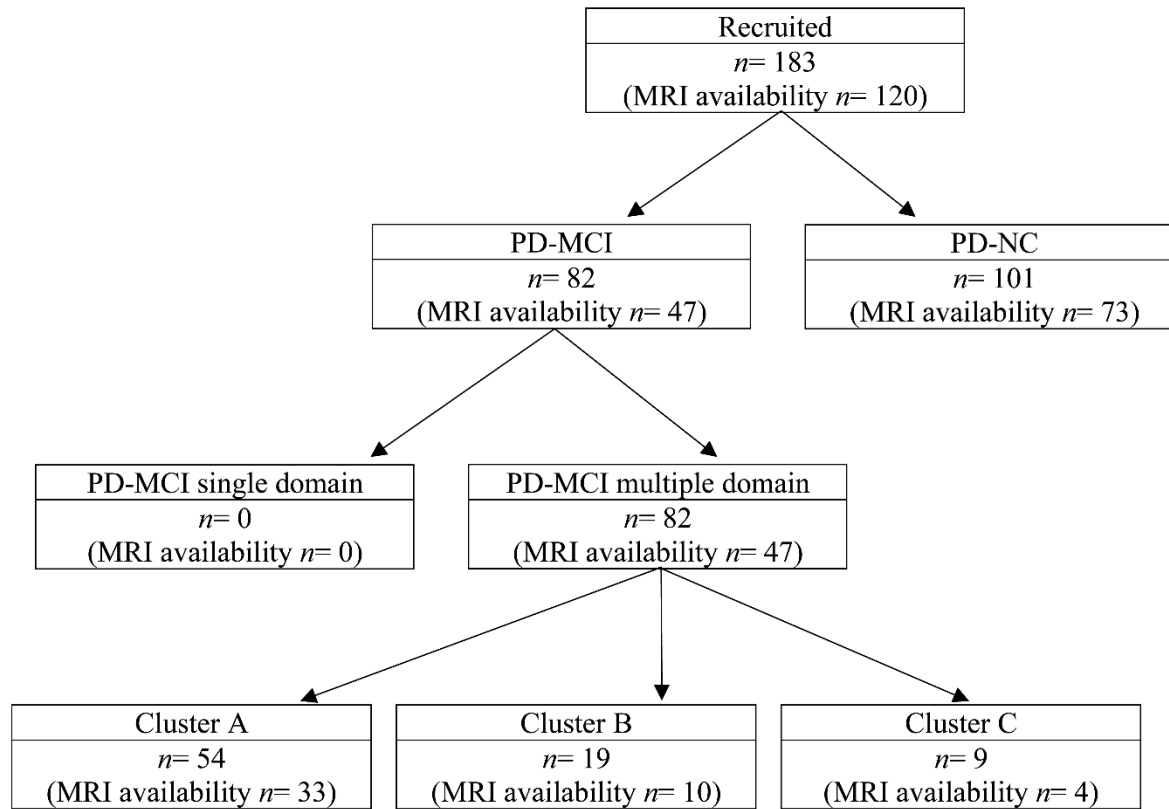 Recruited
n= 183
(MRI availability n= 120)
PD-MCI
n= 82
(MRI availability n= 47)
PD-NC
n= 101
(MRI availability n= 73)
PD-MCI single domain
n= 0
(MRI availability n= 0)
PD-MCI multiple domain
n= 82
(MRI availability n= 47)
Cluster A
n= 54
(MRI availability n= 33)
Cluster B
n= 19
(MRI availability n= 10)
Cluster C
n= 9
(MRI availability n= 4)